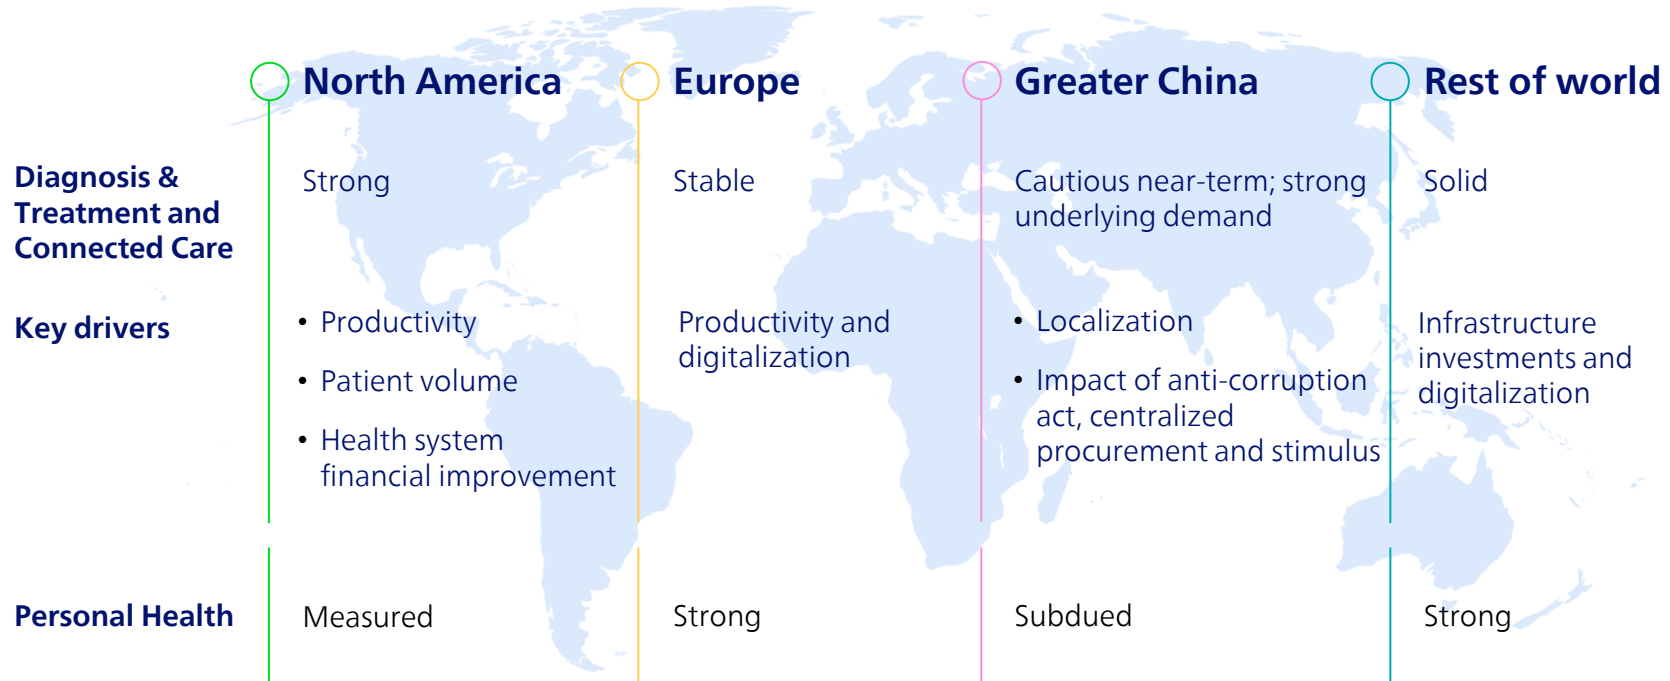 North America
Europe
Greater China
Rest of world
Diagnosis &
Treatment and
Connected Care
Strong
Stable
Cautious near-term; strong
underlying demand
Solid
Key drivers
• Productivity
• Patient volume
• Health system
financial improvement
Productivity and
digitalization
• Localization
• Impact of anti-corruption
act, centralized
procurement and stimulus
Infrastructure
investments and
digitalization
Personal Health
Measured
Strong
Subdued
Strong